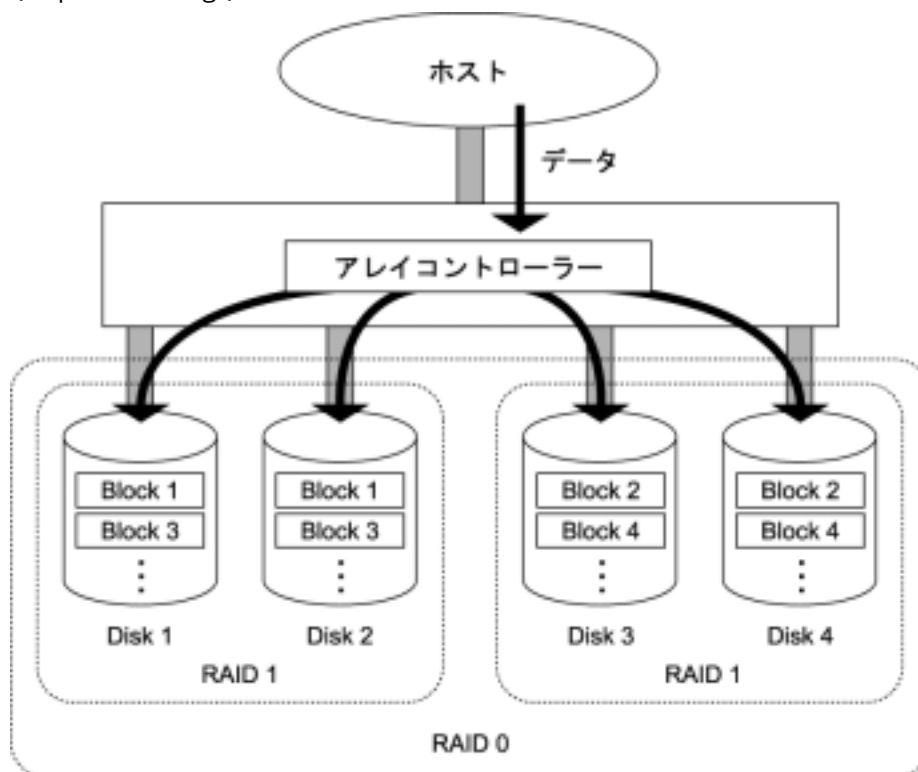 ホスト
データ
アレイコントローラー
Block 1 Block 1 Block 2 Block 2
Block 3 Block 3 Block 4 Block 4
Disk 1 Disk 2 Disk 3 Disk 4
RAID 1 RAID 1
RAID 0